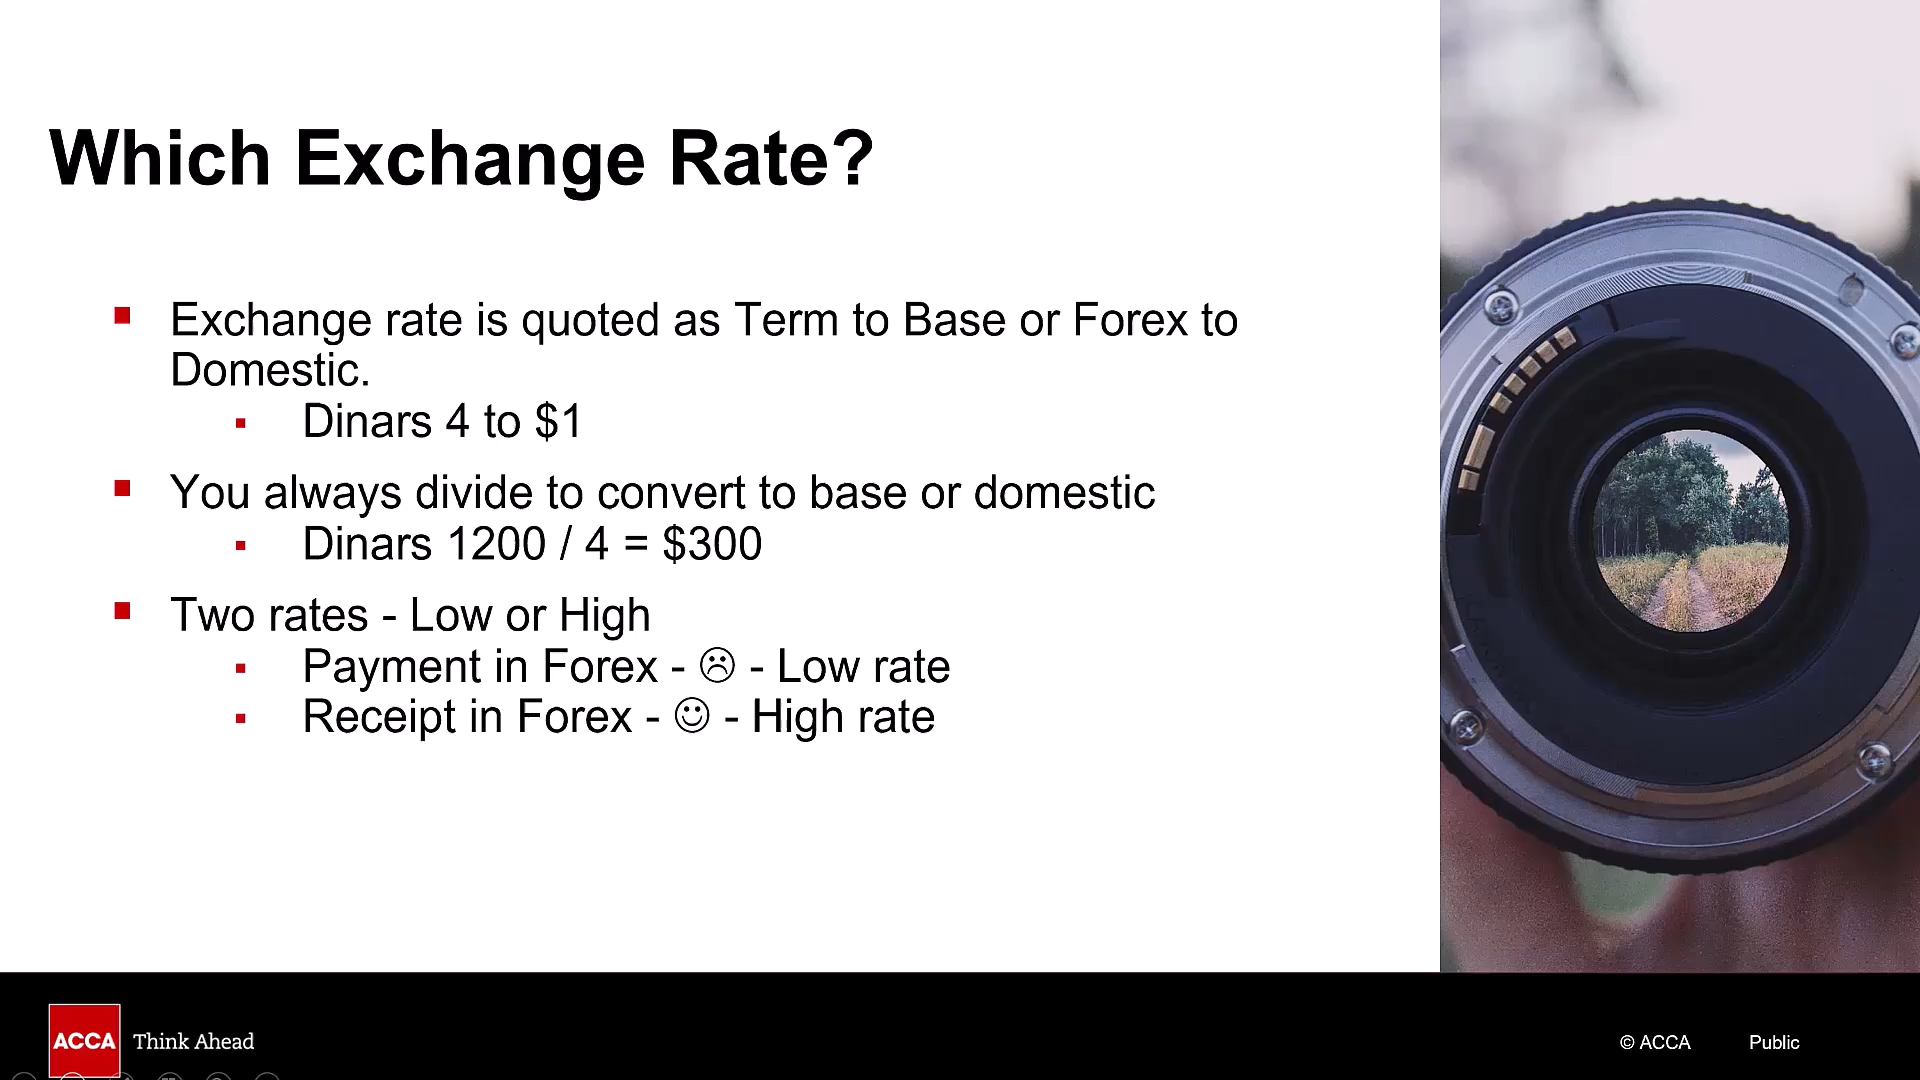 Which Exchange Rate?
Exchange rate is quoted as Term to Base or Forex to
Domestic.
Dinars 4 to $1
You always divide to convert to base or domestic
Dinars 1200 / 4 = $300
Two rates - Low or High
Payment in Forex - ☹ - Low rate
Receipt in Forex - ☺ - High rate
ACCA Think Ahead
© ACCA Public